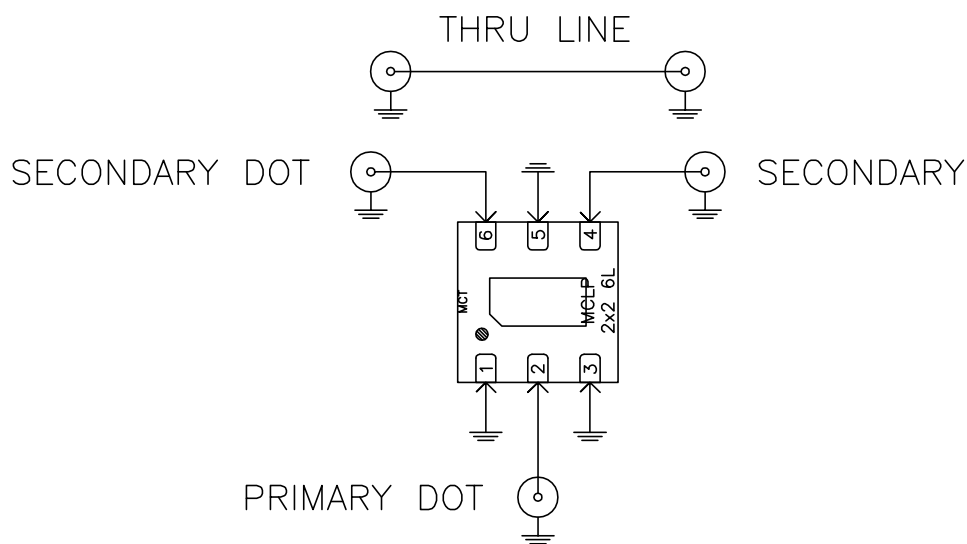 THRU LINE
SECONDARY DOT
SECONDARY
6
5
4
MCT
MCLP
2x2 6L
1
2
3
PRIMARY DOT